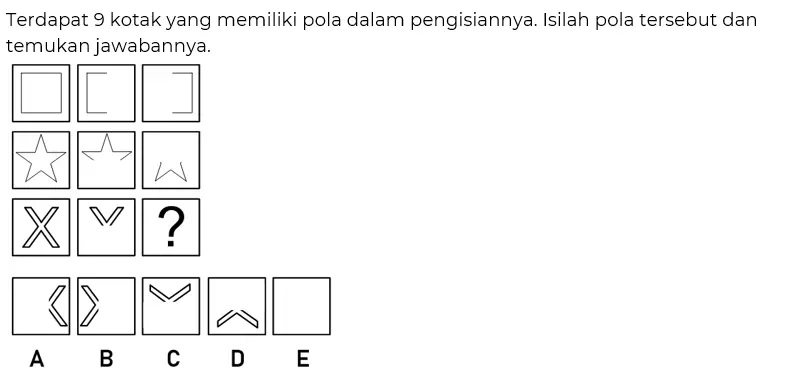 Terdapat 9 kotak yang memiliki pola dalam pengisiannya. Isilah pola tersebut dan
temukan jawabannya.
X ?
A B C D E